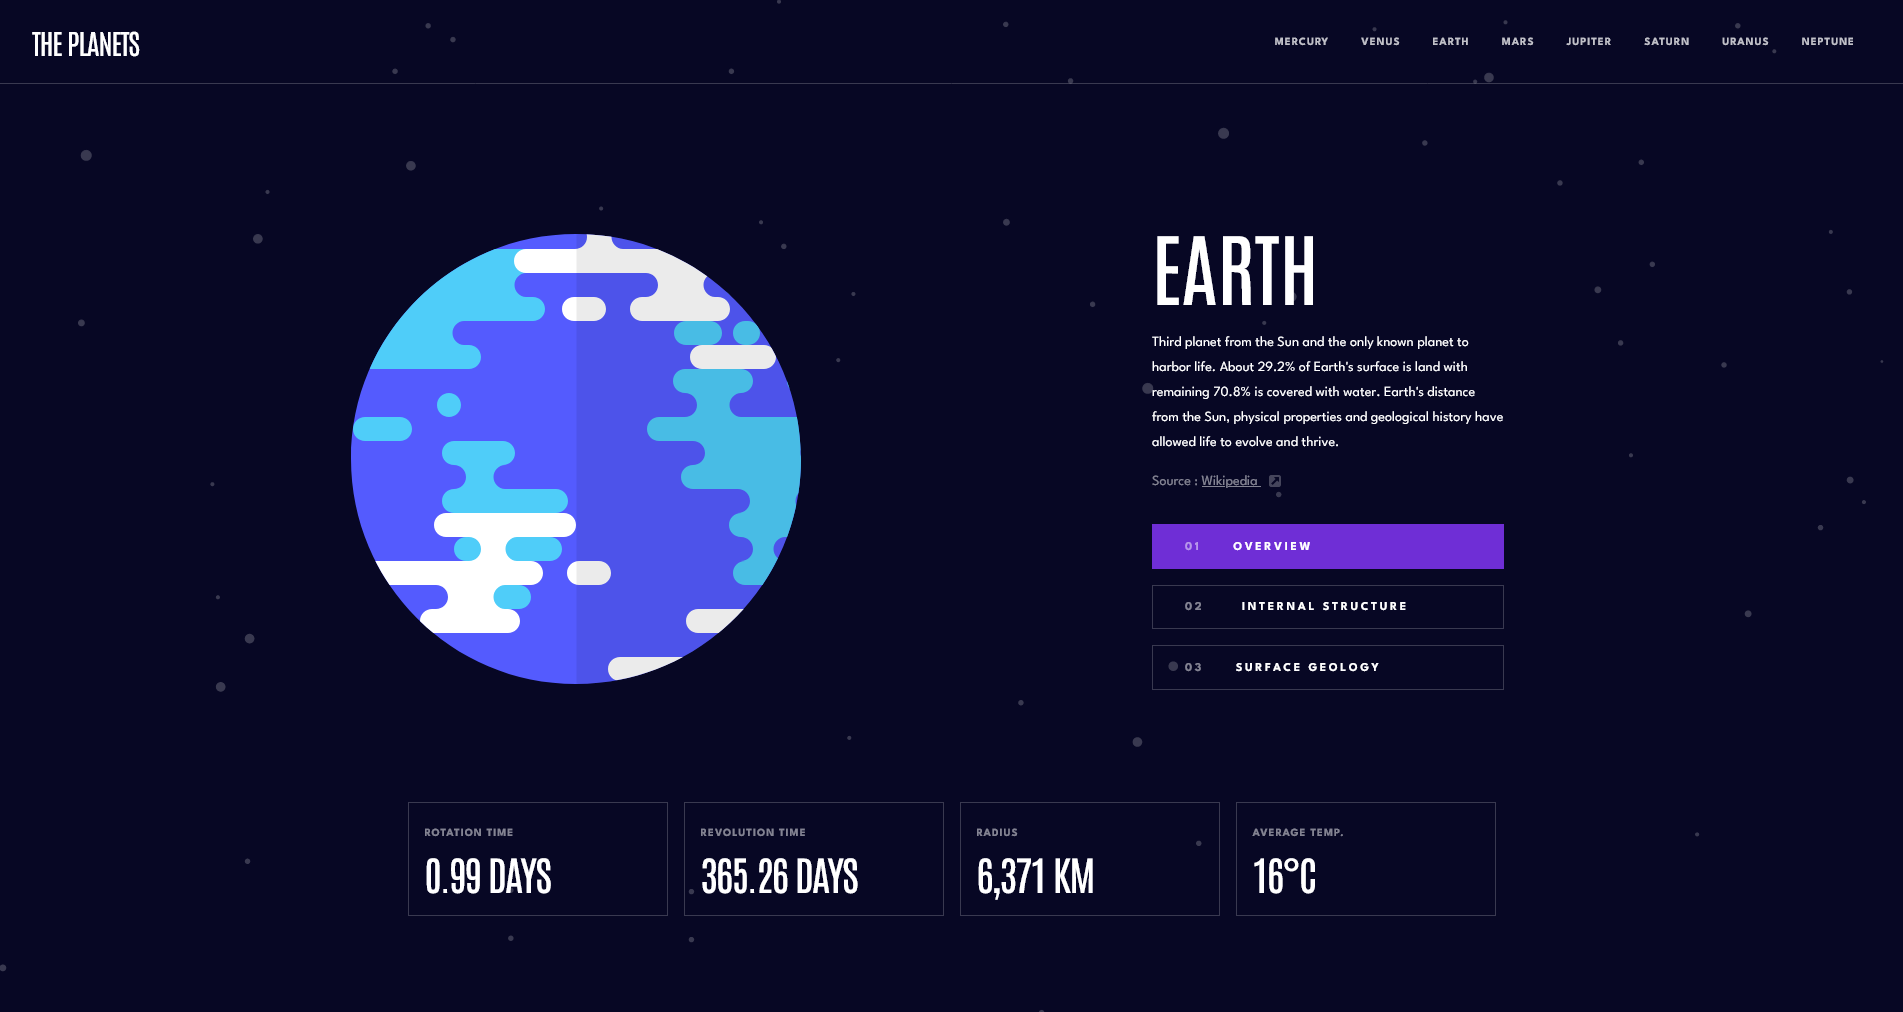 THE PLANETS
MERCURY VENUS EARTH MARS JUPITER SATURN URANUS NEPTUNE
EARTH
Third planet from the Sun and the only known planet to
harbor life. About 29.2% of Earth's surface is land with
remaining 70.8% is covered with water. Earth's distance
from the Sun, physical properties and geological history have
allowed life to evolve and thrive.
Source : Wikipedia
01 OVERVIEW
02 INTERNAL STRUCTURE
03 SURFACE GEOLOGY
ROTATION TIME
0.99 DAYS
REVOLUTION TIME
365.26 DAYS
RADIUS
6,371 KM
AVERAGE TEMP.
16°C